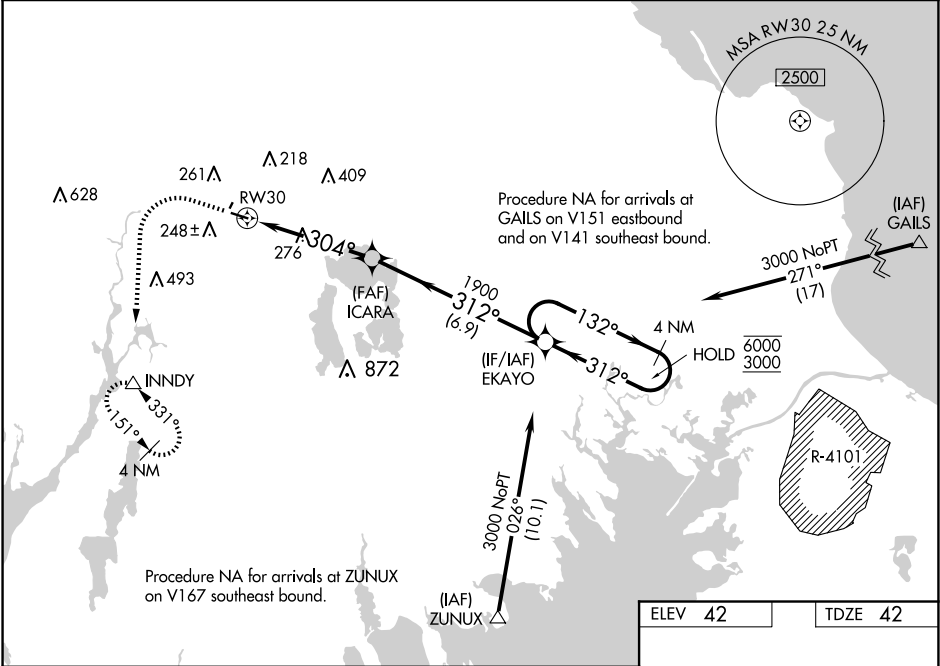 MSA RW30 25 NM
2500
218
261
409
628
RW30
248±
276
304°
493
(FAF)
ICARA
872
1900
312°
(6.9)
(IF/IAF)
EKAYO
132°
4 NM
312°
HOLD
6000
3000
Procedure NA for arrivals at
GAILS on V151 eastbound
and on V141 southeast bound.
(IAF)
GAILS
3000 NoPT
271°
(17)
INNDY
331°
151°
4 NM
R-4101
3000 NoPT
026°
(10.1)
Procedure NA for arrivals at ZUNUX
on V167 southeast bound.
(IAF)
ZUNUX
ELEV 42
TDZE 42